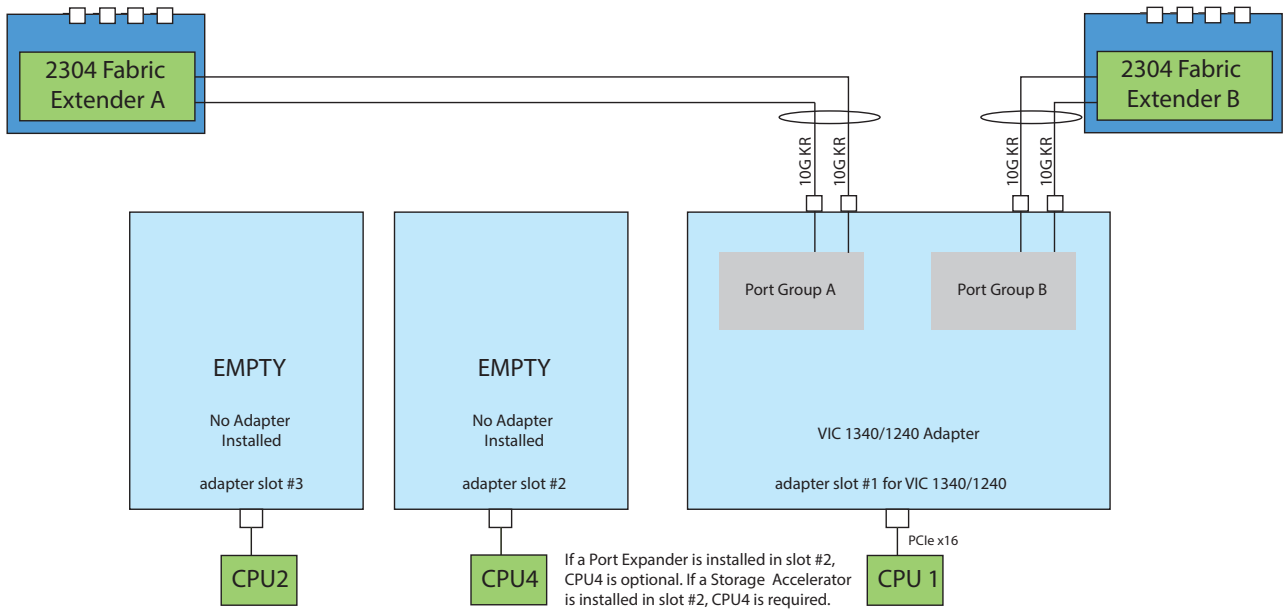 2304 Fabric
Extender A
2304 Fabric
Extender B
10G KR
10G KR
10G KR
10G KR
Port Group A
Port Group B
EMPTY
No Adapter
Installed
adapter slot #3
EMPTY
No Adapter
Installed
adapter slot #2
VIC 1340/1240 Adapter
adapter slot #1 for VIC 1340/1240
PCIe x16
CPU2
CPU4
If a Port Expander is installed in slot #2,
CPU4 is optional. If a Storage Accelerator
is installed in slot #2, CPU4 is required.
CPU 1